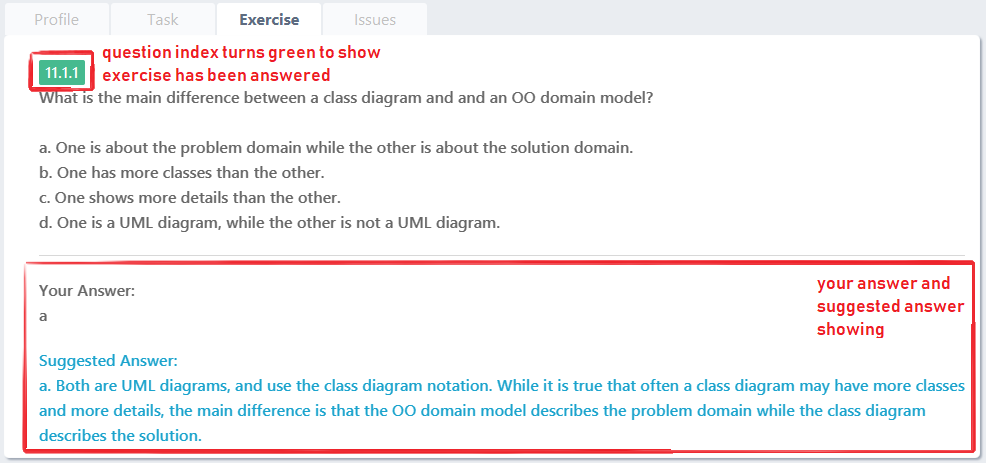 Profile Task Exercise Issues
question index turns green to show
exercise has been answered
11.1.1
What is the main difference between a class diagram and and an OO domain model?
a. One is about the problem domain while the other is about the solution domain.
b. One has more classes than the other.
c. One shows more details than the other.
d. One is a UML diagram, while the other is not a UML diagram.
Your Answer:
a
your answer and
suggested answer
showing
Suggested Answer:
a. Both are UML diagrams, and use the class diagram notation. While it is true that often a class diagram may have more classes
and more details, the main difference is that the OO domain model describes the problem domain while the class diagram
describes the solution.